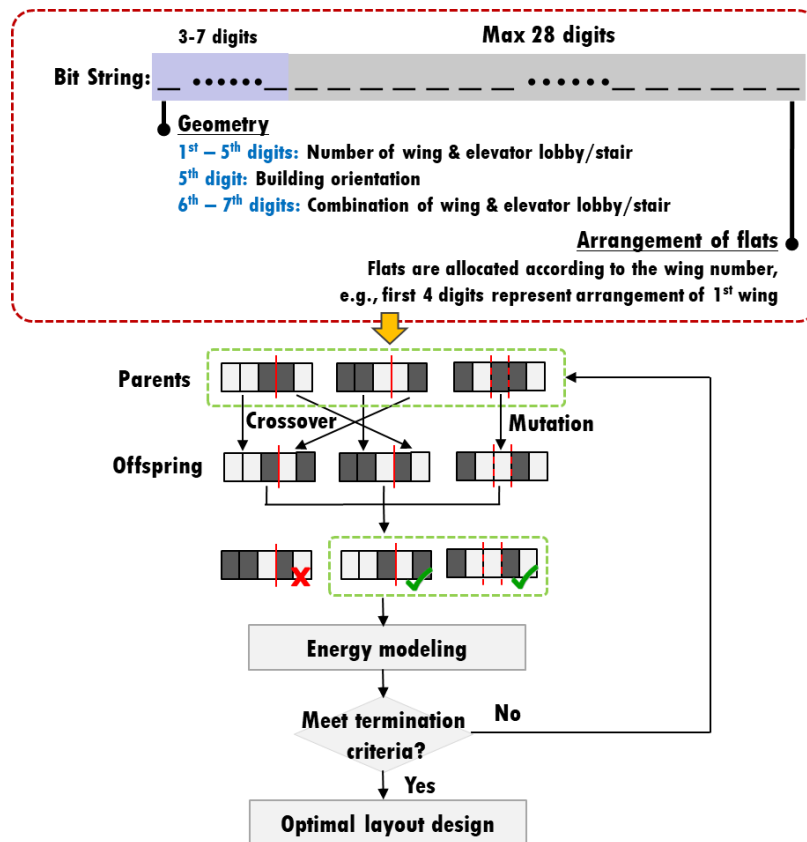 3-7 digits
Max 28 digits
Bit String:
Geometry
1st – 5th digits: Number of wing & elevator lobby/stair
5th digit: Building orientation
6th – 7th digits: Combination of wing & elevator lobby/stair
Arrangement of flats
Flats are allocated according to the wing number,
e.g., first 4 digits represent arrangement of 1st wing
Parents
Crossover
Mutation
Offspring
Energy modeling
Meet termination
criteria?
No
Yes
Optimal layout design